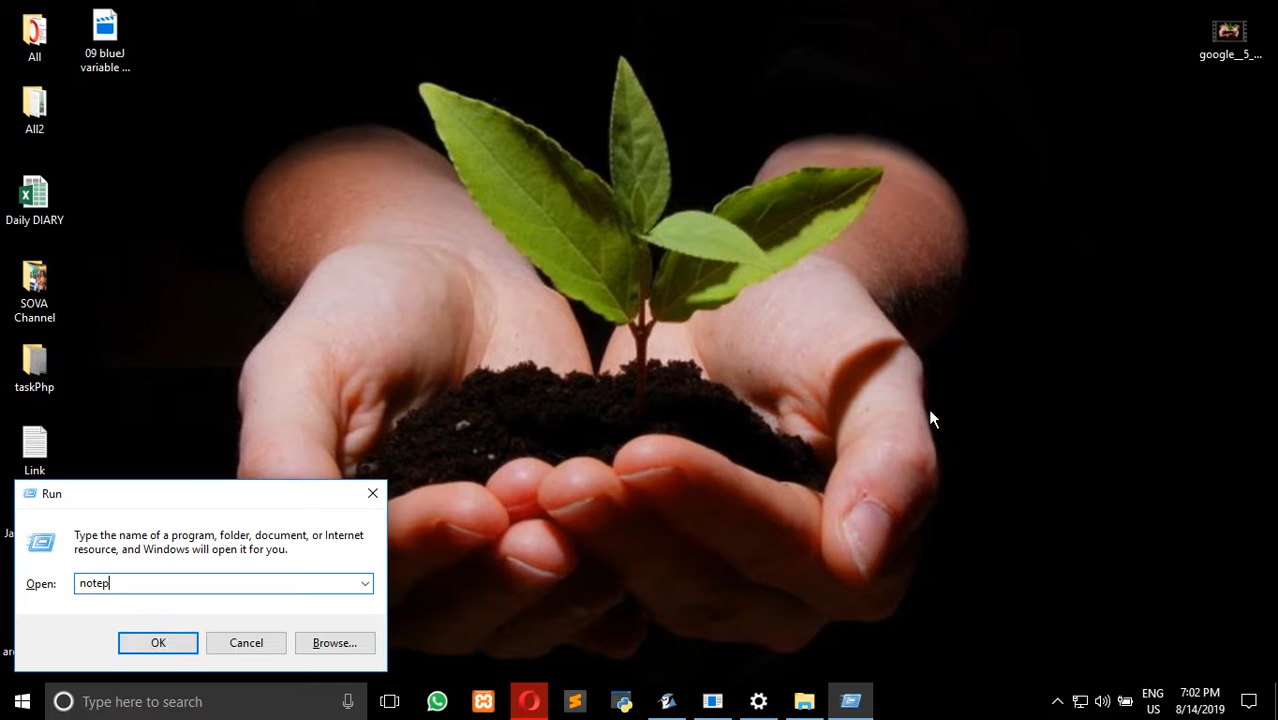 All
09 blueJ
variable ...
google__5_...
All2
Daily DIARY
SOVA
Channel
taskPhp
Link
Run
Type the name of a program, folder, document, or Internet
resource, and Windows will open it for you.
Open:
notep
OK
Cancel
Browse...
Type here to search
ENG
US
7:02 PM
8/14/2019